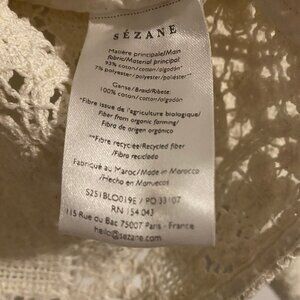 SÉZANE
Matière principale/Main
fabric/Material principal
93% coton/cotton/algodón*
7% polyester/polyester/poliéster**
Ganse/Braid/Ribete:
100% coton/cotton/algodón*
*Fibre issue de l'agriculture biologique/
Fiber from organic farming/
Fibra de origen orgánico
**Fibre recyclée/Recycled fiber/
Fibra reciclado
Fabriqué au Maroc/Made in Morocco
/Hecho en Marruecos
S251BLO019E / PO 33107
RN 154 043
115 Rue du Bac 75007 Paris - France
hello@sezane.com